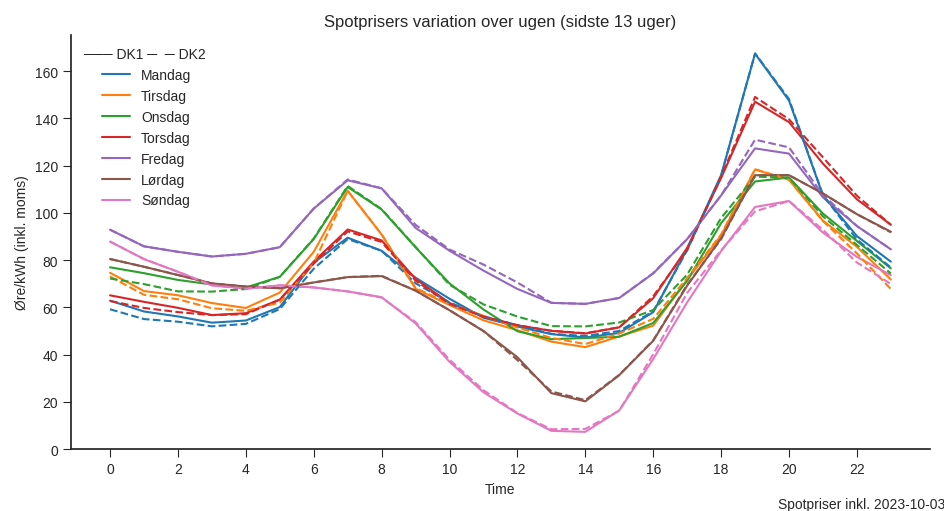 Spotprisers variation over ugen (sidste 13 uger)
DK1 DK2
Mandag
Tirsdag
Onsdag
Torsdag
Fredag
Lørdag
Søndag
Øre/kWh (inkl. moms)
160
140
120
100
80
60
40
20
0
0 2 4 6 8 10 12 14 16 18 20 22
Time
Spotpriser inkl. 2023-10-03